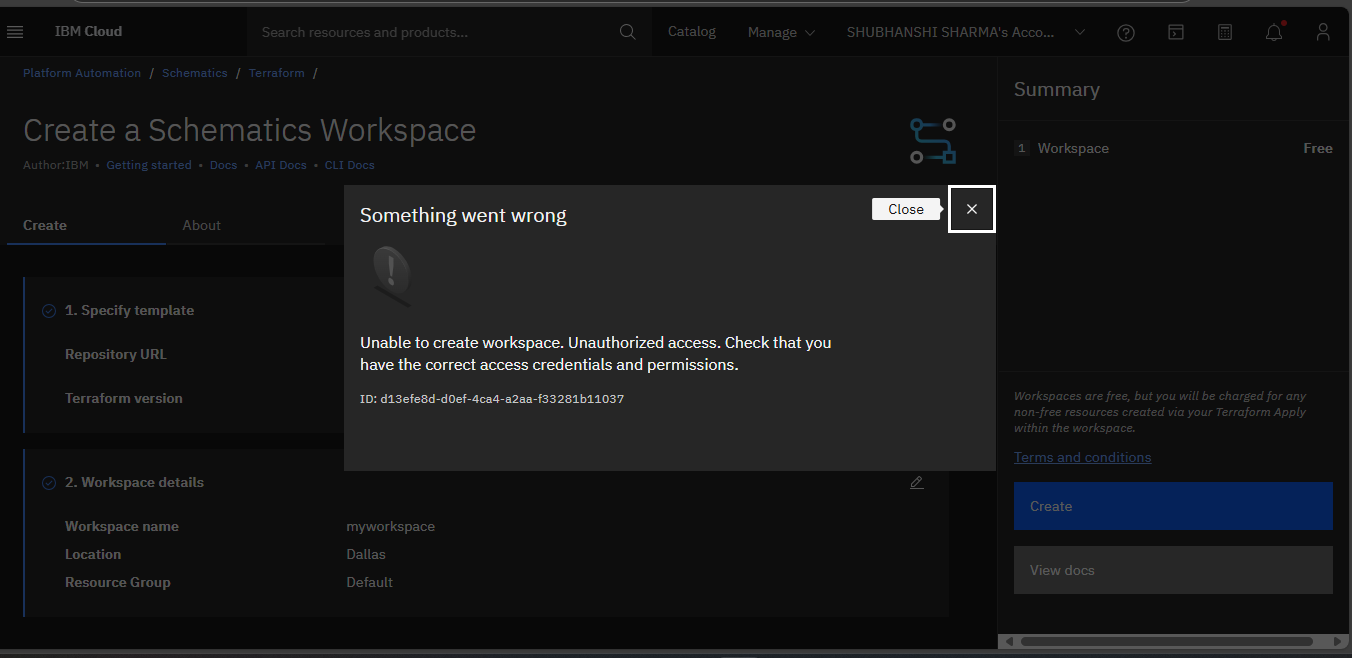 IBM Cloud
Search resources and products...
Catalog
Manage
SHUBHANSHI SHARMA's Acco...
Platform Automation / Schematics / Terraform /
Create a Schematics Workspace
Author:IBM • Getting started • Docs • API Docs • CLI Docs
Create
About
Something went wrong
Close
Unable to create workspace. Unauthorized access. Check that you
have the correct access credentials and permissions.
ID: d13efe8d-d0ef-4ca4-a2aa-f33281b11037
1. Specify template
Repository URL
Terraform version
2. Workspace details
Workspace name myworkspace
Location Dallas
Resource Group Default
Summary
1 Workspace Free
Workspaces are free, but you will be charged for any
non-free resources created via your Terraform Apply
within the workspace.
Terms and conditions
Create
View docs